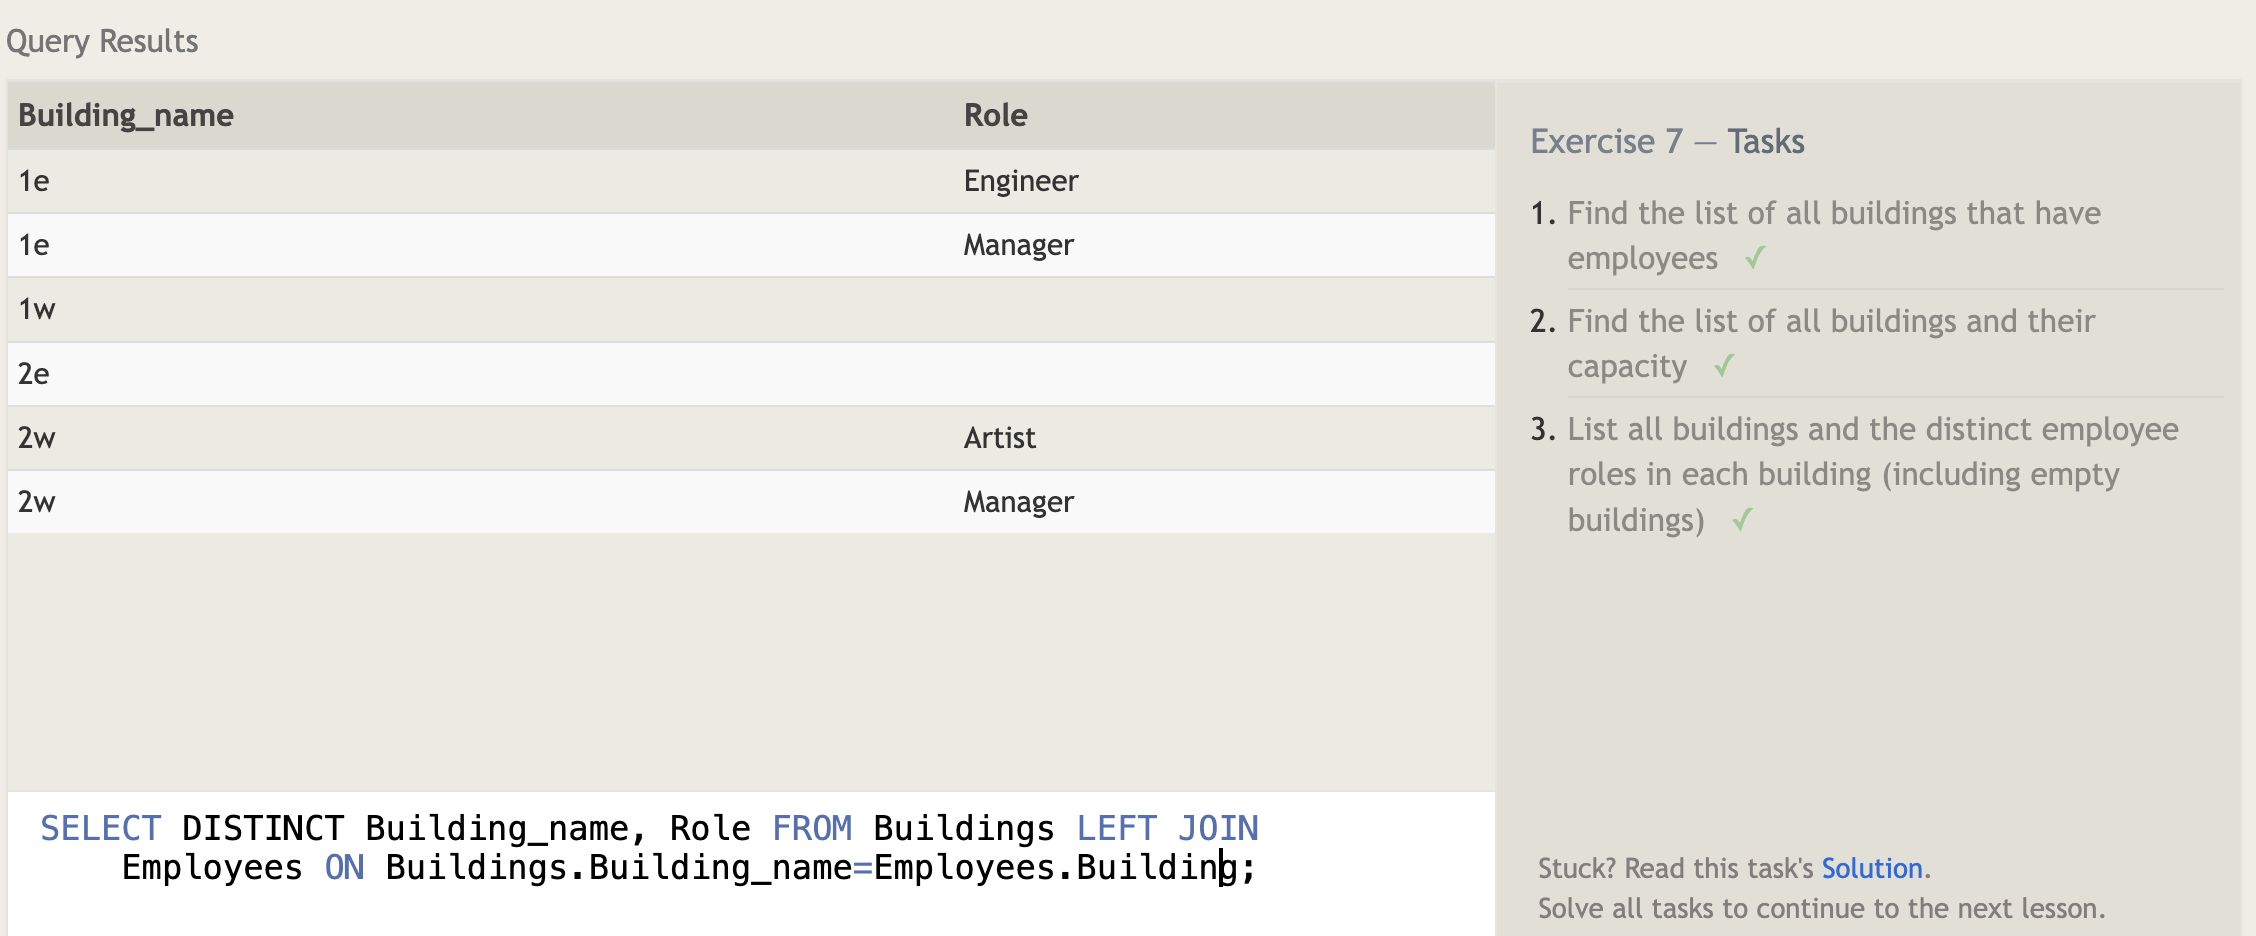 Query Results
Building_name Role
1e Engineer
1e Manager
1w
2e
2w Artist
2w Manager
SELECT DISTINCT Building_name, Role FROM Buildings LEFT JOIN
Employees ON Buildings.Building_name=Employees.Building;
Exercise 7 — Tasks
1. Find the list of all buildings that have
employees ✓
2. Find the list of all buildings and their
capacity ✓
3. List all buildings and the distinct employee
roles in each building (including empty
buildings) ✓
Stuck? Read this task's Solution.
Solve all tasks to continue to the next lesson.